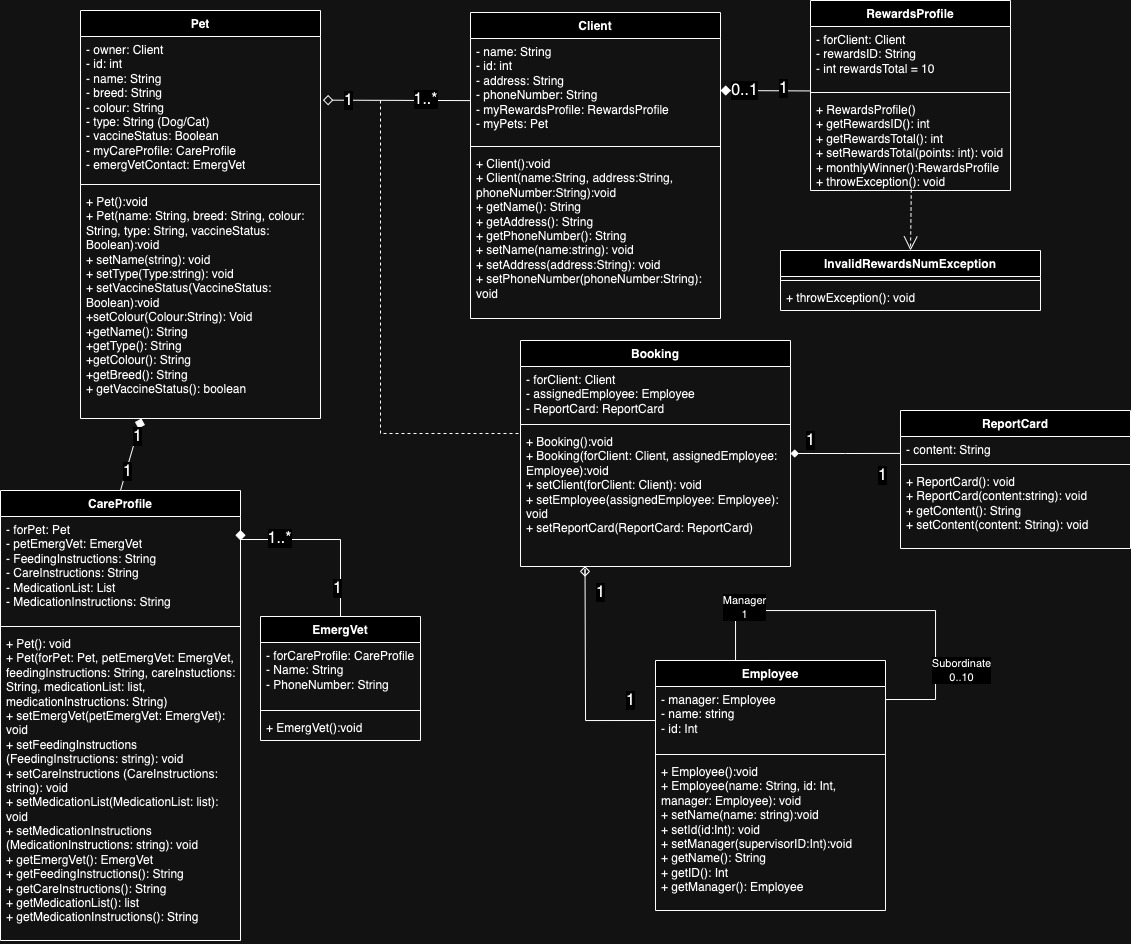 Pet
- owner: Client
- id: int
- name: String
- breed: String
- colour: String
- type: String (Dog/Cat)
- vaccineStatus: Boolean
- myCareProfile: CareProfile
- emergVetContact: EmergVet
+ Pet():void
+ Pet(name: String, breed: String, colour:
String, type: String, vaccineStatus:
Boolean):void
+ setName(string): void
+ setType(Type:string): void
+ setVaccineStatus(VaccineStatus:
Boolean):void
+setColour(Colour:String): Void
+getName(): String
+getType(): String
+getColour(): String
+getBreed(): String
+ getVaccineStatus(): boolean
1
1..*
Client
- name: String
- id: int
- address: String
- phoneNumber: String
- myRewardsProfile: RewardsProfile
- myPets: Pet
+ Client():void
+ Client(name:String, address:String,
phoneNumber:String):void
+ getName(): String
+ getAddress(): String
+ getPhoneNumber(): String
+ setName(name:string): void
+ setAddress(address:String): void
+ setPhoneNumber(phoneNumber:String):
void
0..1
1
RewardsProfile
- forClient: Client
- rewardsID: String
- int rewardsTotal = 10
+ RewardsProfile()
+ getRewardsID(): int
+ getRewardsTotal(): int
+ setRewardsTotal(points: int): void
+ monthlyWinner():RewardsProfile
+ throwException(): void
InvalidRewardsNumException
+ throwException(): void
Booking
- forClient: Client
- assignedEmployee: Employee
- ReportCard: ReportCard
+ Booking():void
+ Booking(forClient: Client, assignedEmployee:
Employee):void
+ setClient(forClient: Client): void
+ setEmployee(assignedEmployee: Employee):
void
+ setReportCard(ReportCard: ReportCard)
1
1
ReportCard
- content: String
+ ReportCard(): void
+ ReportCard(content:string): void
+ getContent(): String
+ setContent(content: String): void
1
1
CareProfile
- forPet: Pet
- petEmergVet: EmergVet
- FeedingInstructions: String
- CareInstructions: String
- MedicationList: List
- MedicationInstructions: String
+ Pet(): void
+ Pet(forPet: Pet, petEmergVet: EmergVet,
feedingInstructions: String, careInstuctions:
String, medicationList: list,
medicationInstructions: String)
+ setEmergVet(petEmergVet: EmergVet):
void
+ setFeedingInstructions
(FeedingInstructions: string): void
+ setCareInstructions (CareInstructions:
string): void
+ setMedicationList(MedicationList: list):
void
+ setMedicationInstructions
(MedicationInstructions: string): void
+ getEmergVet(): EmergVet
+ getFeedingInstructions(): String
+ getCareInstructions(): String
+ getMedicationList(): list
+ getMedicationInstructions(): String
1..*
1
EmergVet
- forCareProfile: CareProfile
- Name: String
- PhoneNumber: String
+ EmergVet():void
1
1
Manager
1
Subordinate
0..10
Employee
- manager: Employee
- name: string
- id: Int
+ Employee():void
+ Employee(name: String, id: Int,
manager: Employee): void
+ setName(name: string):void
+ setId(id:Int): void
+ setManager(supervisorID:Int):void
+ getName(): String
+ getID(): Int
+ getManager(): Employee